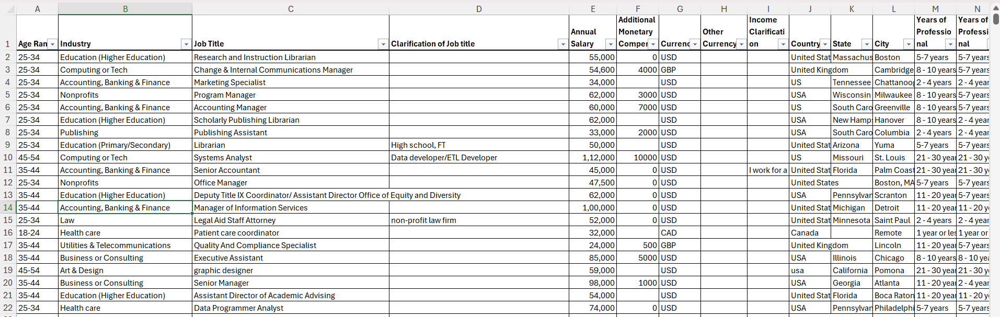 A B C D E F G H I J K L M N
1 Age Ran Industry Job Title Clarification of Job title Annual Salary Additional Monetary Compen Currenc Other Currency Income Clarificati on Country State City Years of Professio nal Years of Professi nal
2 25-34 Education (Higher Education) Research and Instruction Librarian 55,000 0 USD United Stat Massachus Boston 5-7 years 5-7 years
3 25-34 Computing or Tech Change & Internal Communications Manager 54,600 4000 GBP United Kingdom Cambridge 8 - 10 years 5-7 years
4 25-34 Accounting, Banking & Finance Marketing Specialist 34,000 USD US Tennessee Chattanoog 2 - 4 years 2 - 4 year
5 25-34 Nonprofits Program Manager 62,000 3000 USD USA Wisconsin Milwaukee 8 - 10 years 5-7 years
6 25-34 Accounting, Banking & Finance Accounting Manager 60,000 7000 USD US South Caro Greenville 8 - 10 years 5-7 years
7 25-34 Education (Higher Education) Scholarly Publishing Librarian 62,000 USD USA New Hamp Hanover 8 - 10 years 2 - 4 year
8 25-34 Publishing Publishing Assistant 33,000 2000 USD USA South Caro Columbia 2 - 4 years 2 - 4 year
9 25-34 Education (Primary/Secondary) Librarian High school, FT 50,000 USD United Stat Arizona Yuma 5-7 years 5-7 years
10 45-54 Computing or Tech Systems Analyst Data developer/ETL Developer 1,12,000 10000 USD US Missouri St. Louis 21 - 30 year 21 - 30 y
11 35-44 Accounting, Banking & Finance Senior Accountant 45,000 0 USD I work for a United Stat Florida Palm Coast 21 - 30 year 21 - 30 y
12 25-34 Nonprofits Office Manager 47,500 0 USD United States Boston, MA 5-7 years 5-7 years
13 35-44 Education (Higher Education) Deputy Title IX Coordinator/ Assistant Director Office of Equity and Diversity 62,000 0 USD USA Pennsylvan Scranton 11 - 20 year 5-7 years
14 35-44 Accounting, Banking & Finance Manager of Information Services 1,00,000 0 USD United Stat Michigan Detroit 11 - 20 year 11 - 20 y
15 25-34 Law Legal Aid Staff Attorney non-profit law firm 52,000 0 USD United Stat Minnesota Saint Paul 2 - 4 years 2 - 4 year
16 18-24 Health care Patient care coordinator 32,000 CAD Canada Remote 1 year or les 1 year or
17 35-44 Utilities & Telecommunications Quality And Compliance Specialist 24,000 500 GBP United Kingdom Lincoln 11 - 20 year 5-7 years
18 35-44 Business or Consulting Executive Assistant 85,000 5000 USD USA Illinois Chicago 8 - 10 years 8 - 10 yea
19 45-54 Art & Design graphic designer 59,000 USD usa California Pomona 21 - 30 year 21 - 30 y
20 35-44 Business or Consulting Senior Manager 98,000 1000 USD USA Georgia Atlanta 11 - 20 year 2 - 4 year
21 35-44 Education (Higher Education) Assistant Director of Academic Advising 54,000 USD United Stat Florida Boca Raton 11 - 20 year 11 - 20 y
22 25-34 Health care Data Programmer Analyst 74,000 0 USD USA Pennsylvan Philadelphi 5-7 years 5-7 years